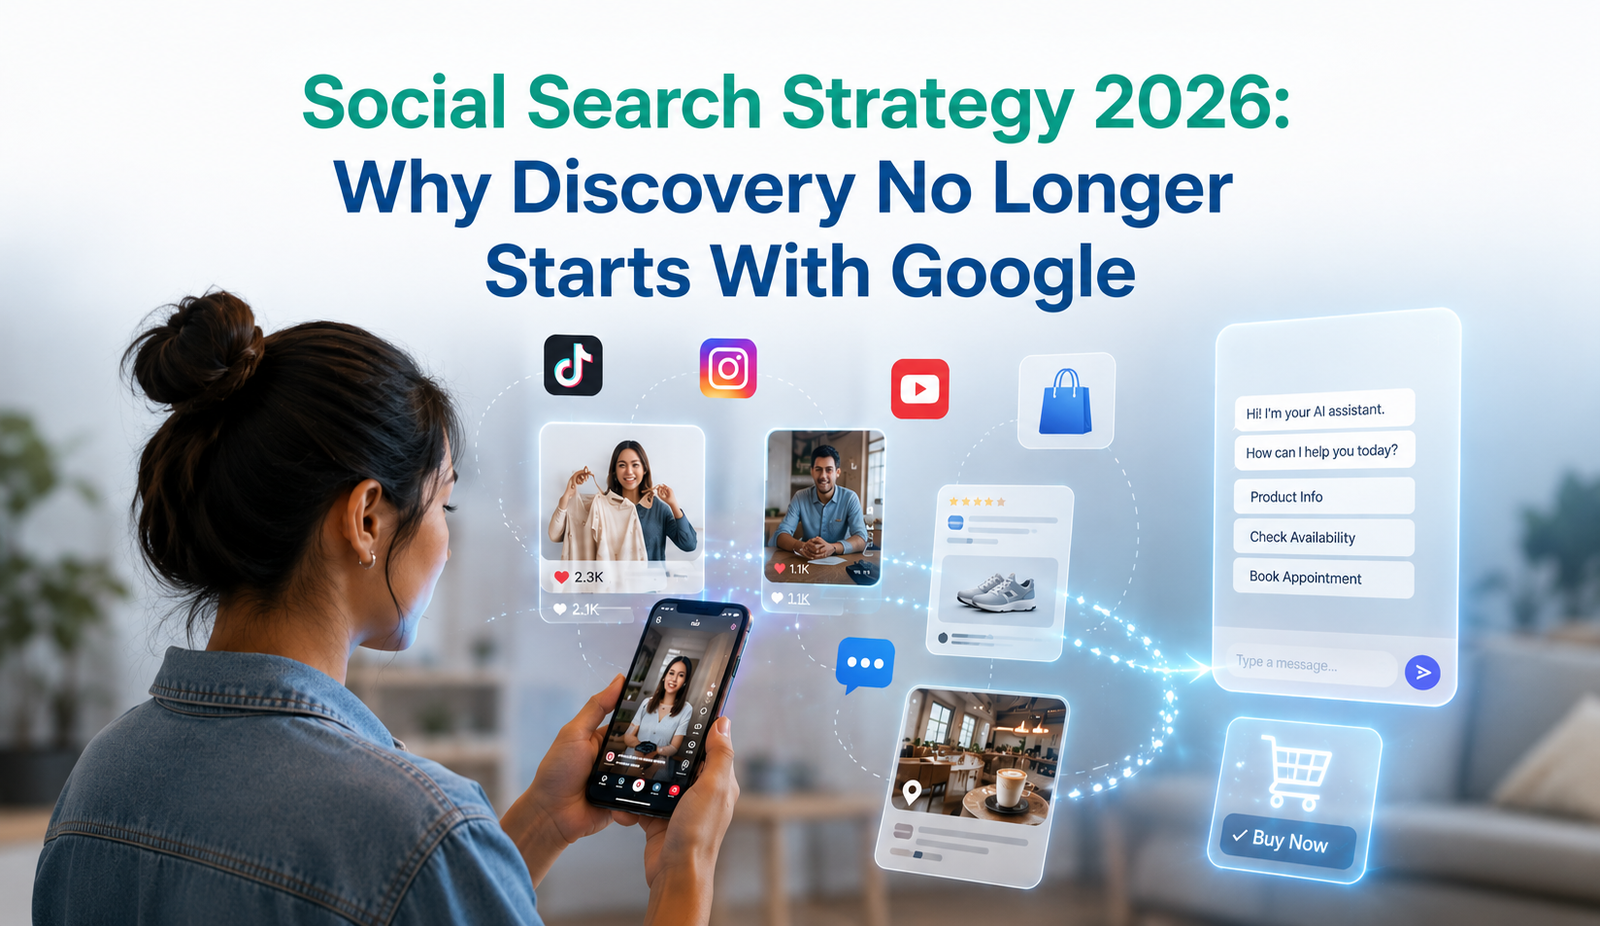 Social Search Strategy 2026:
Why Discovery No Longer
Starts With Google
2.3K
2.1K
1.1K
1.1K
Hi! I'm your AI assistant.
How can I help you today?
Product Info
Check Availability
Book Appointment
Type a message...
Buy Now